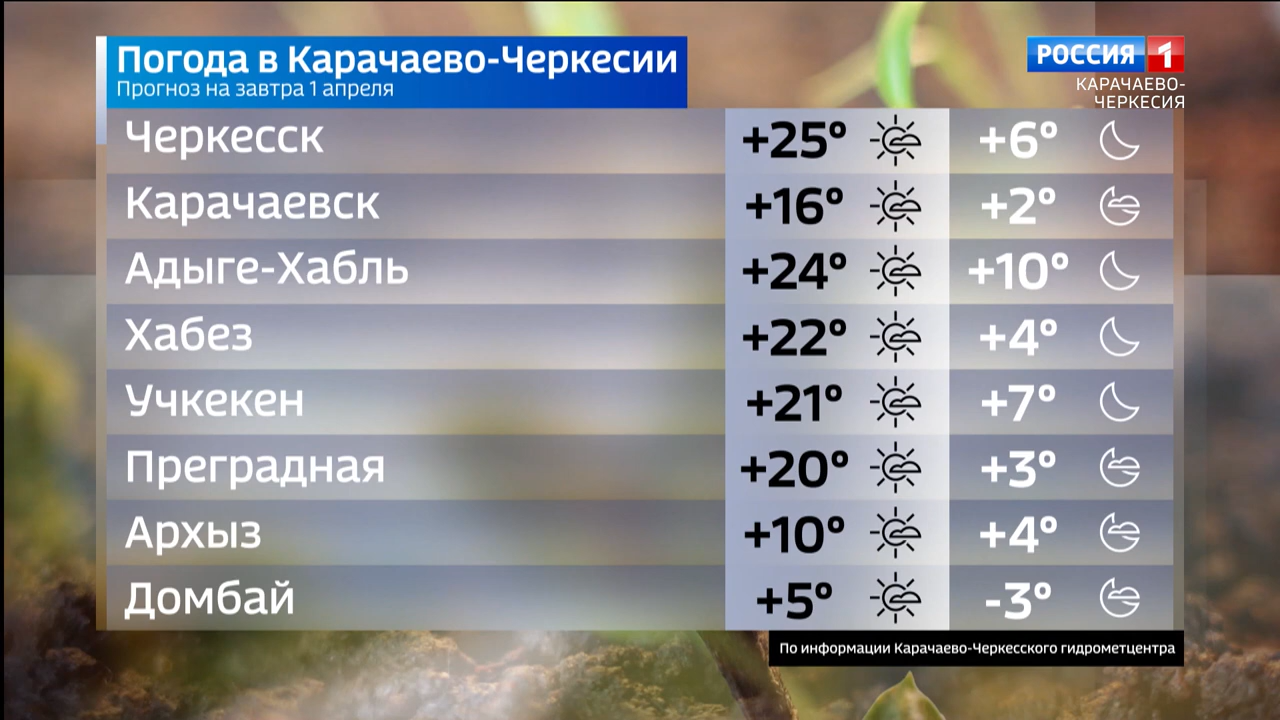 Погода в Карачаево-Черкесии
Прогноз на завтра 1 апреля
РОССИЯ 1
КАРАЧАЕВО-
ЧЕРКЕСИЯ
Черкесск +25° +6°
Карачаевск +16° +2°
Адыге-Хабль +24° +10°
Хабез +22° +4°
Учкекен +21° +7°
Преградная +20° +3°
Архыз +10° +4°
Домбай +5° -3°
По информации Карачаево-Черкесского гидрометцентра